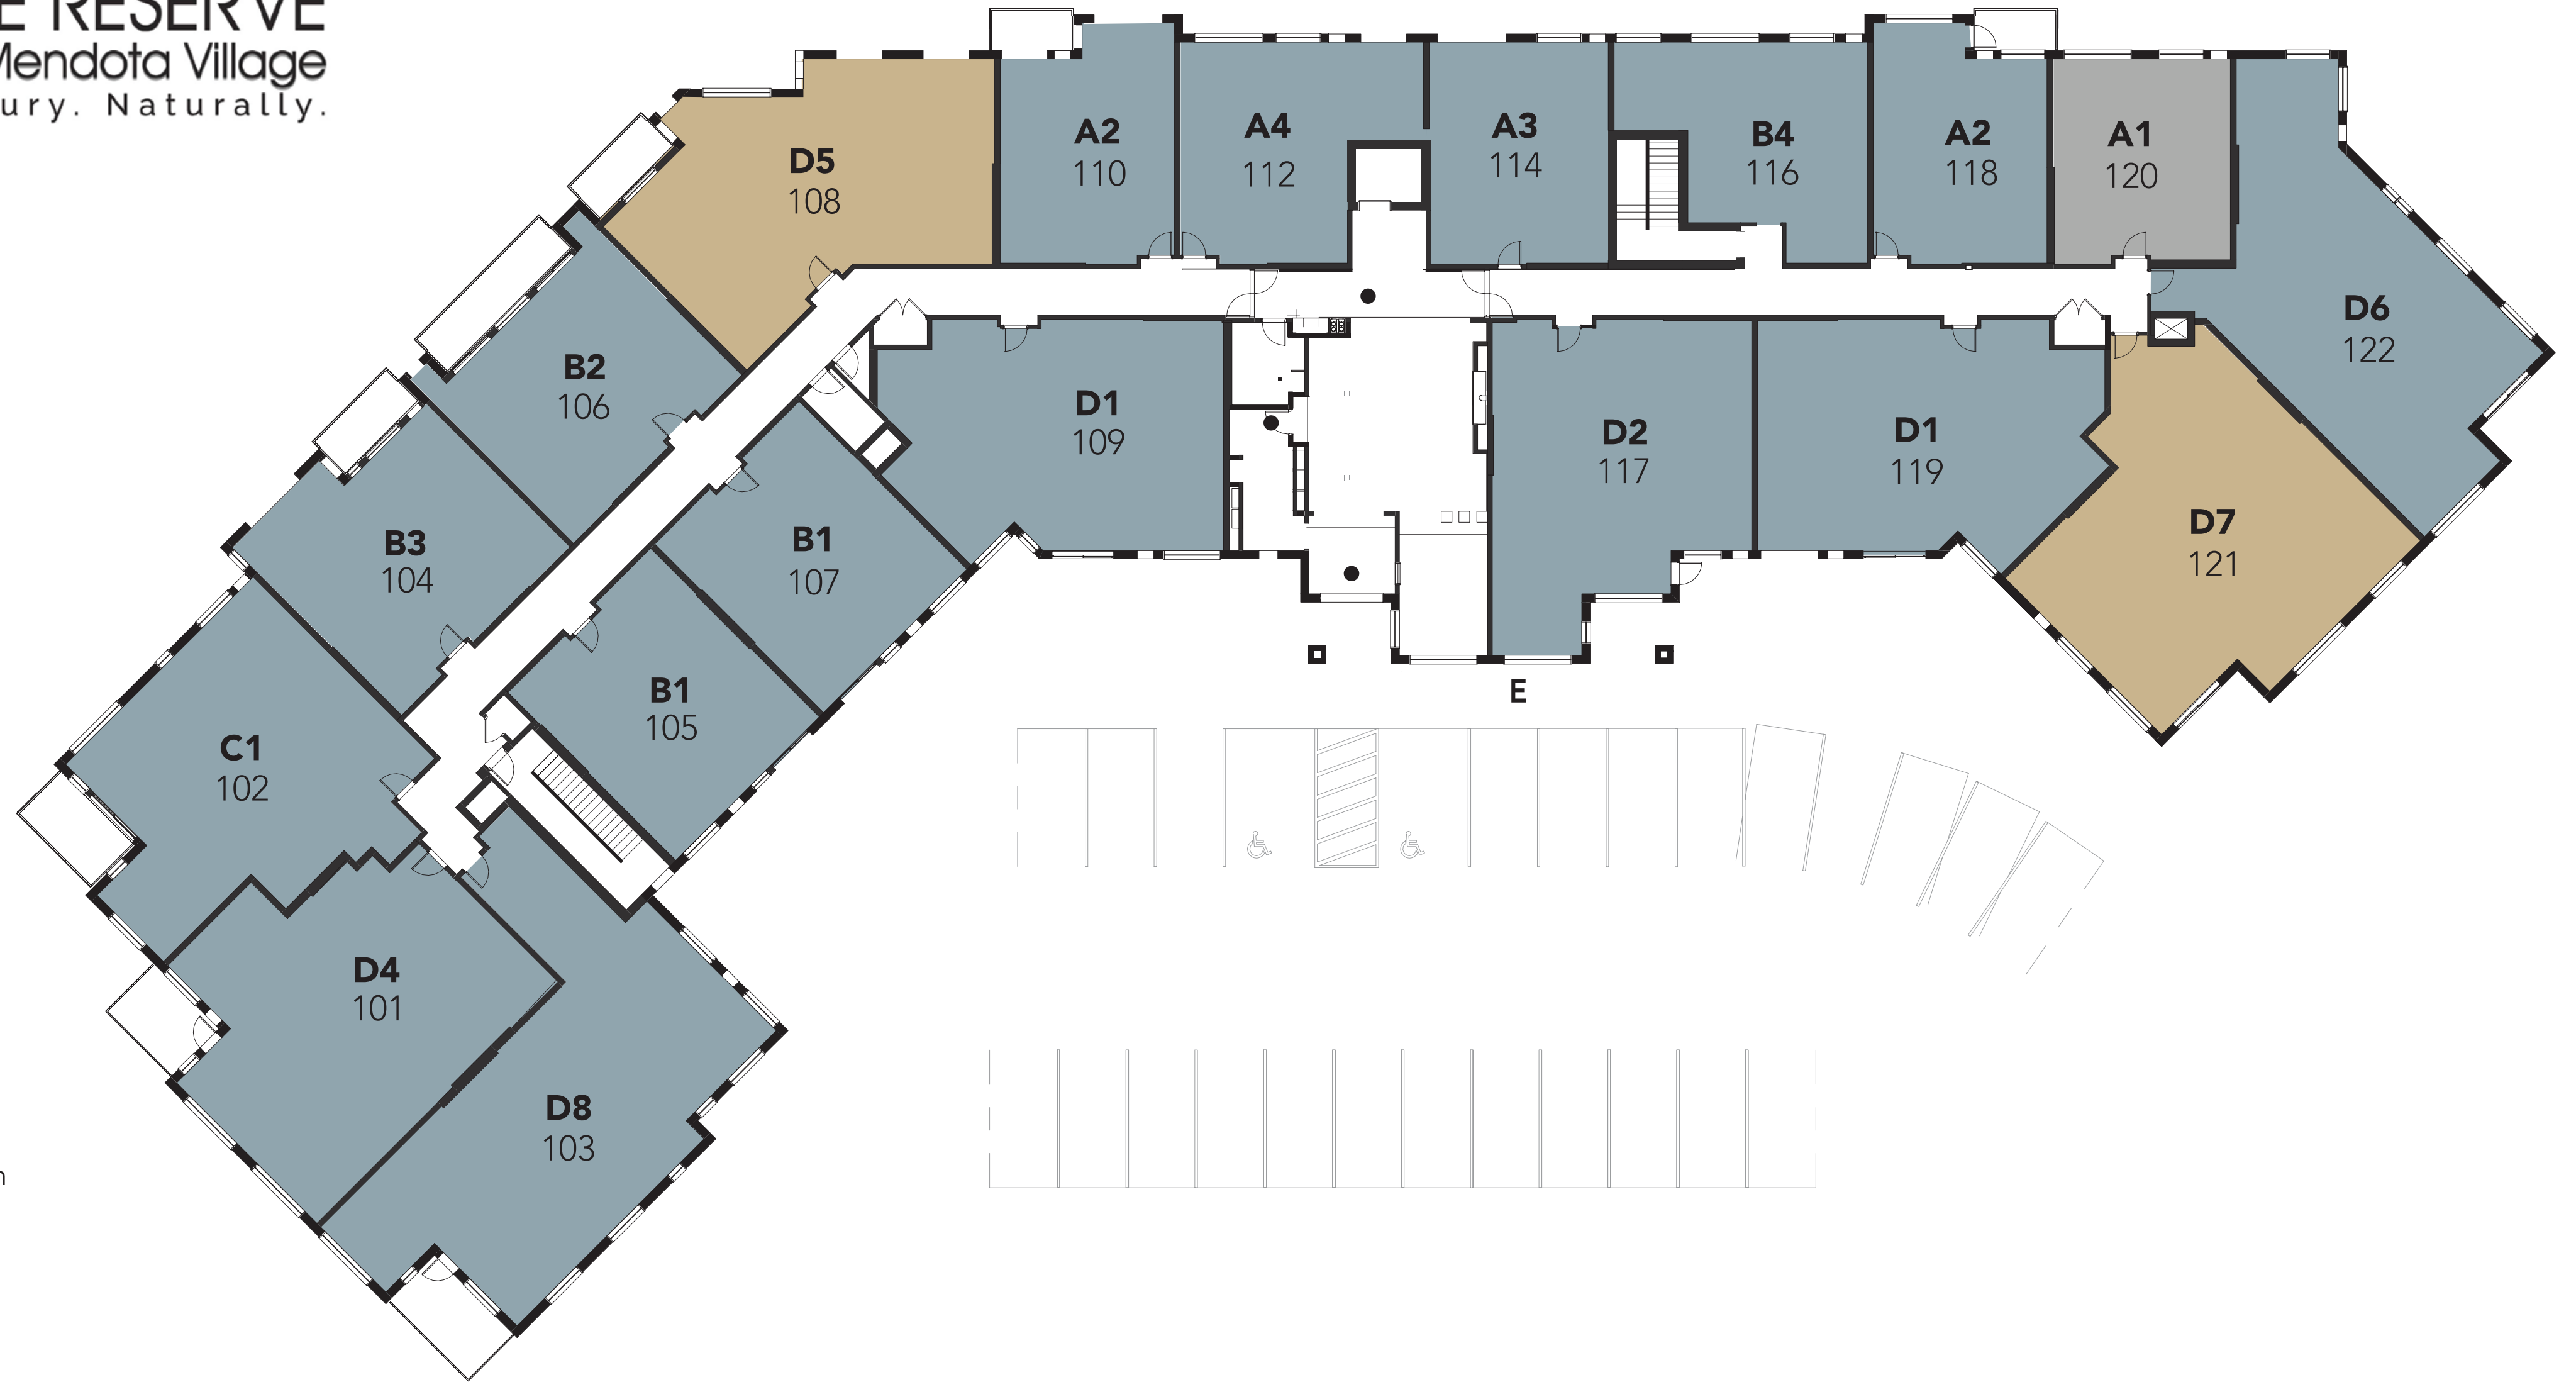 E RESERVE
Mendota Village
ury. Naturally.
D5
108
A2
110
A4
112
A3
114
B4
116
A2
118
A1
120
D6
122
B2
106
B3
104
C1
102
B1
107
B1
105
D1
109
D2
117
D1
119
D7
121
D4
101
D8
103
E